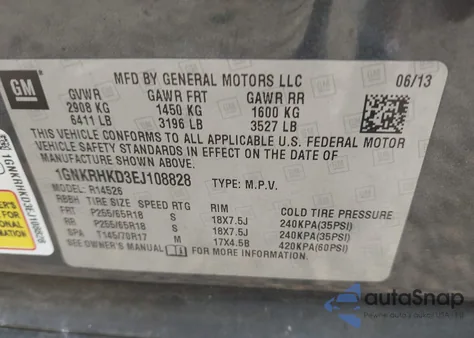 GM
MFD BY GENERAL MOTORS LLC 06/13
GVWR GAWR FRT GAWR RR
2908 KG 1450 KG 1600 KG
6411 LB 3196 LB 3527 LB
THIS VEHICLE CONFORMS TO ALL APPLICABLE U.S. FEDERAL MOTOR
VEHICLE SAFETY STANDARDS IN EFFECT ON THE DATE OF
MANUFACTURE SHOWN ABOVE.
1GNKRHKD3EJ108828 TYPE: M.P.V.
MODEL: R14526
RBBH TIRE SIZE SPEED RTG RIM COLD TIRE PRESSURE
FRT P255/65R18 S 18X7.5J 240KPA(35PSI)
RR P255/65R18 S 18X7.5J 240KPA(35PSI)
SPA T145/70R17 M 17X4.5B 420KPA(60PSI)
SEE OWNER'S MANUAL FOR MORE INFORMATION
1GNKRHKD3EJ108828
autoSnap